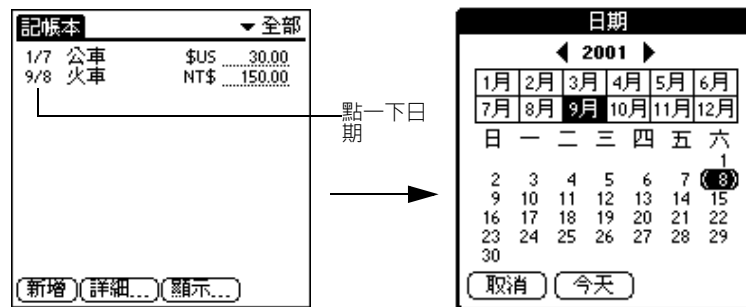 記帳本 全部
1/7 公車 $US 30.00
9/8 火車 NT$ 150.00
新增 詳細... 顯示...
點一下日
期
日期
2001
1月 2月 3月 4月 5月 6月
7月 8月 9月 10月 11月 12月
日 一 二 三 四 五 六
1
2 3 4 5 6 7 8
9 10 11 12 13 14 15
16 17 18 19 20 21 22
23 24 25 26 27 28 29
30
取消 今天